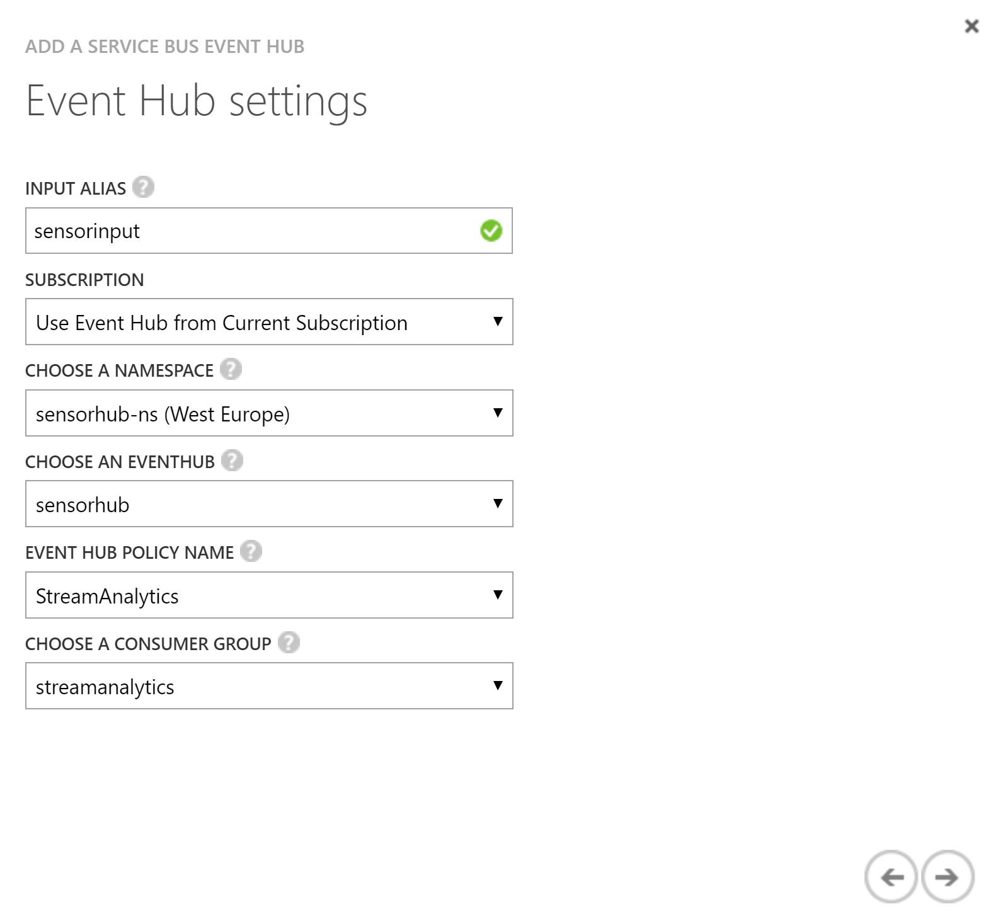 ADD A SERVICE BUS EVENT HUB
Event Hub settings
INPUT ALIAS ?
sensorinput
SUBSCRIPTION
Use Event Hub from Current Subscription
CHOOSE A NAMESPACE ?
sensorhub-ns (West Europe)
CHOOSE AN EVENTHUB ?
sensorhub
EVENT HUB POLICY NAME ?
StreamAnalytics
CHOOSE A CONSUMER GROUP ?
streamanalytics